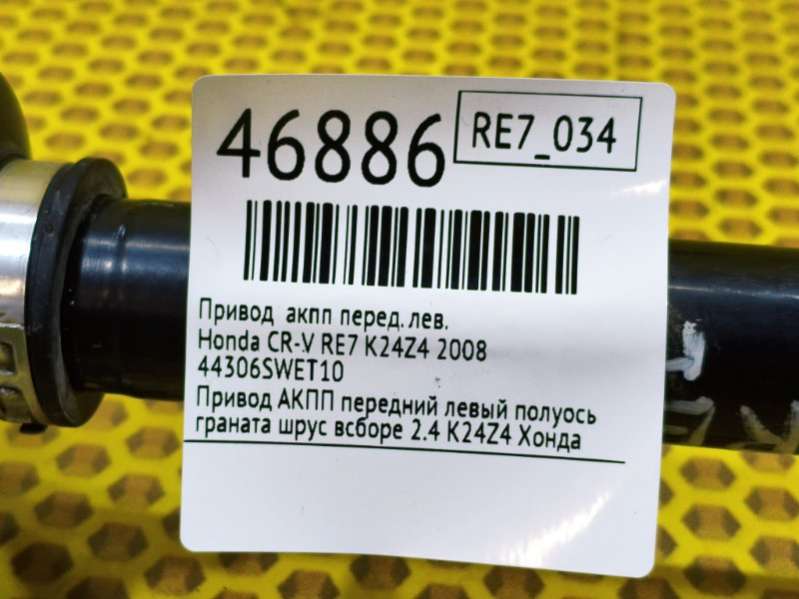 46886
RE7_034
Привод акпп перед. лев.
Honda CR-V RE7 K24Z4 2008
44306SWET10
Привод АКПП передний левый полуось
граната шрус всборе 2.4 K24Z4 Хонда